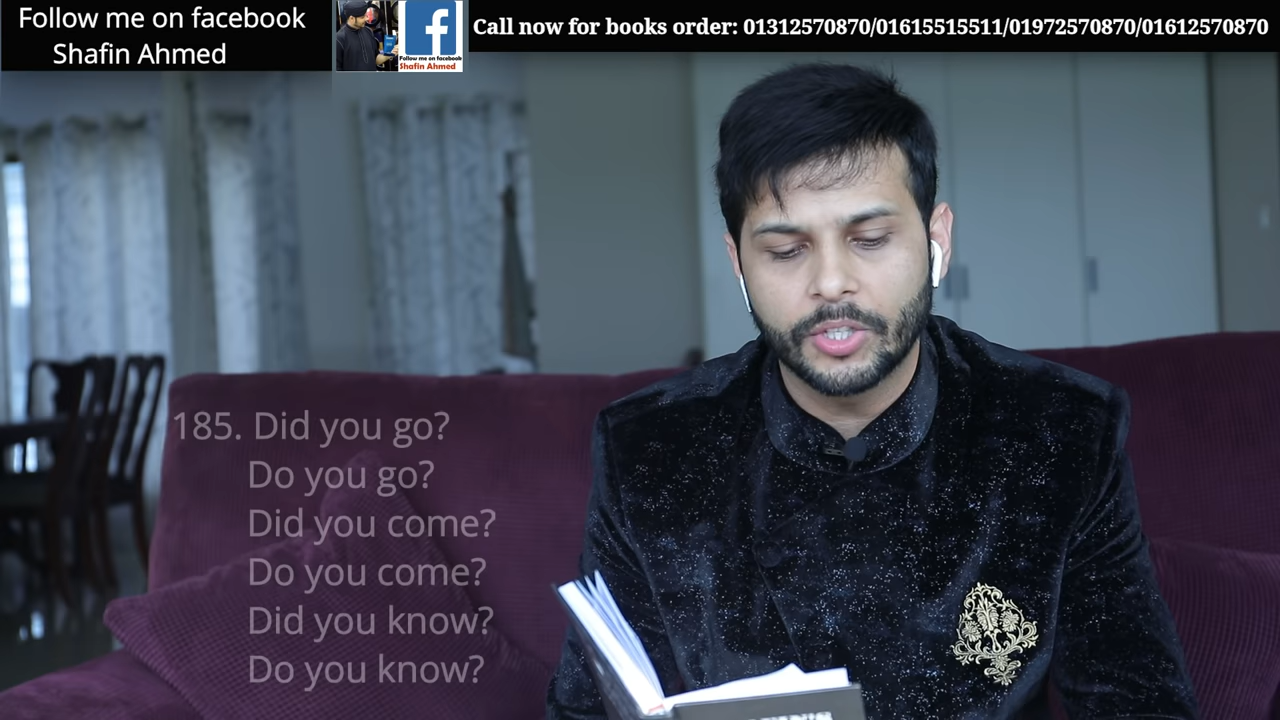 Follow me on facebook
Shafin Ahmed
Follow me on facebook
Shafin Ahmed
Call now for books order: 01312570870/01615515511/01972570870/01612570870
185. Did you go?
Do you go?
Did you come?
Do you come?
Did you know?
Do you know?